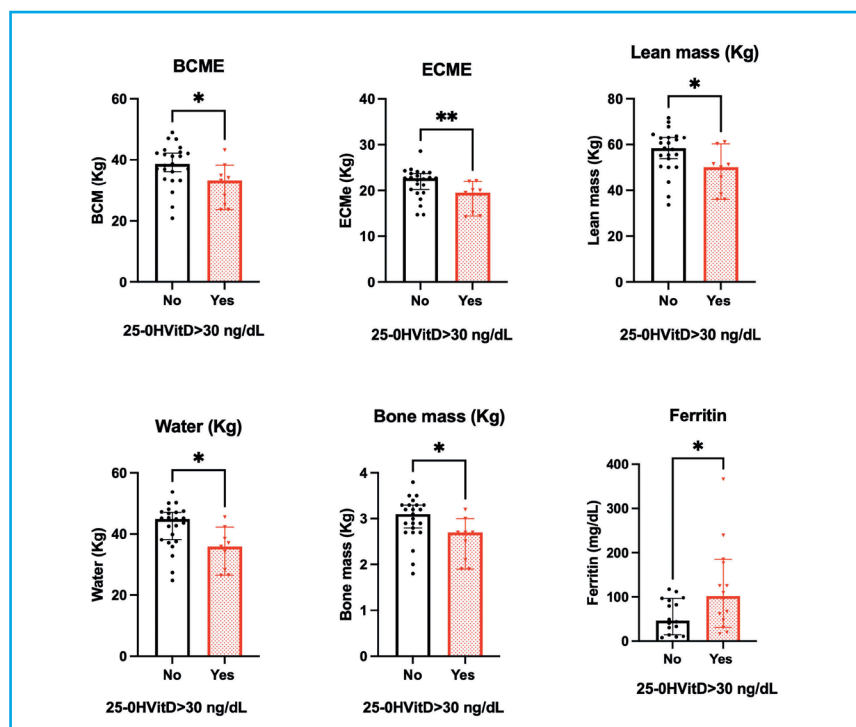 BCME
*
60
40
20
0
BCM (Kg)
No Yes
25-0HVitD>30 ng/dL
ECME
**
40
30
20
10
0
ECMe (Kg)
No Yes
25-0HVitD>30 ng/dL
Lean mass (Kg)
*
80
60
40
20
0
Lean mass (Kg)
No Yes
25-0HVitD>30 ng/dL
Water (Kg)
*
60
40
20
0
Water (Kg)
No Yes
25-0HVitD>30 ng/dL
Bone mass (Kg)
*
4
3
2
1
0
Bone mass (Kg)
No Yes
25-0HVitD>30 ng/dL
Ferritin
*
400
300
200
100
0
Ferritin (mg/dL)
No Yes
25-0HVitD>30 ng/dL